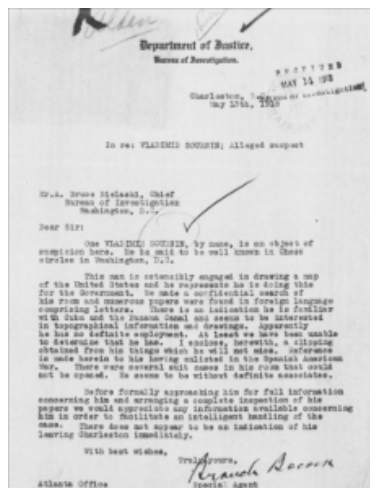 Department of Justice,
Bureau of Investigation.
RECEIVED
MAY 14 1918
Charleston,
May 13th, 1918
In re: VLADIMIR Alleged suspect
Mr. A. Bruce Bielaski, Chief
Bureau of Investigation
Washington, D.C.
Dear Sir:
One VLADIMIR by name, is an object of
suspicion here. He is said to be well known in chess
circles in Washington, D.C.
This man is ostensibly engaged in drawing a map
of the United States and he represents he is doing this
for the Government. We made a confidential search of
his room and numerous papers were found in foreign language
comprising letters. There is an indication he is familiar
with Cuba and the Panama Canal and seems to be interested
in topographical information and drawings. Apparently
he has no definite employment. At least we have been unable
to determine that he has. I enclose, herewith, a clipping
obtained from his things which he will not miss. Reference
is made herein to his having enlisted in the Spanish American
War. There were several suit cases in his room that could
not be opened. He seems to be without definite associates.
Before formally approaching him for full information
concerning him and arranging a complete inspection of his
papers we would appreciate any information available concerning
him in order to facilitate an intelligent handling of the
case. There does not appear to be an indication of his
leaving Charleston immediately.
With best wishes,
Truly yours,
Atlanta Office
Special Agent